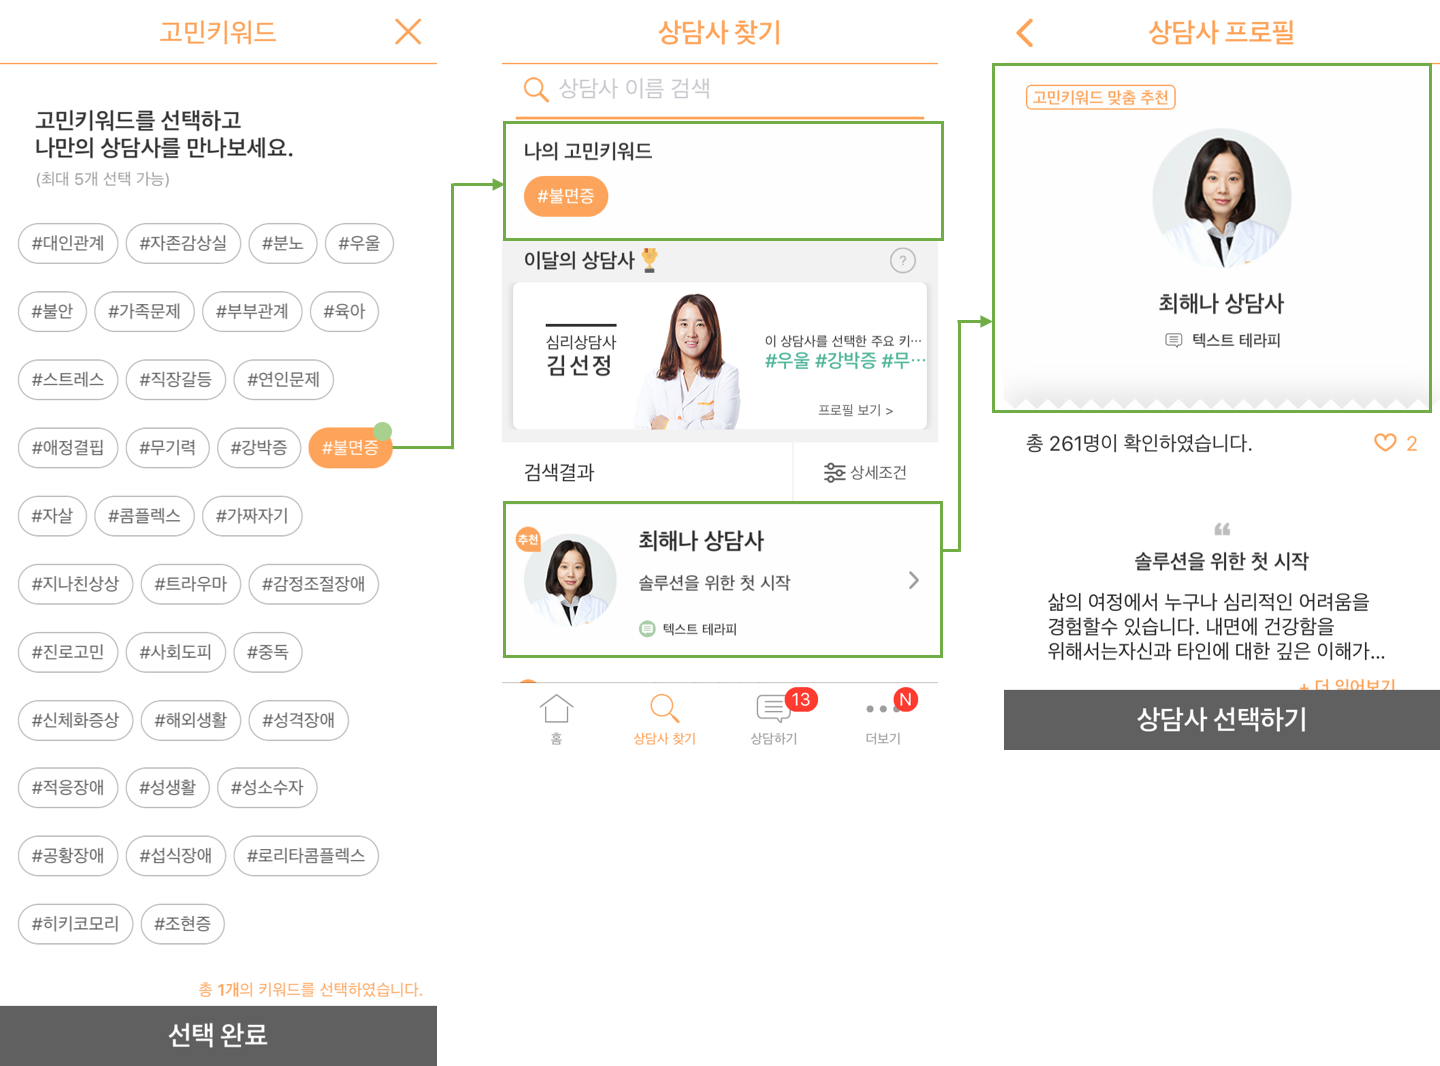 고민키워드
고민키워드를 선택하고
나만의 상담사를 만나보세요.
(최대 5개 선택 가능)
#대인관계 #자존감상실 #분노 #우울
#불안 #가족문제 #부부관계 #육아
#스트레스 #직장갈등 #연인문제
#애정결핍 #무기력 #강박증 #불면증
#자살 #콤플렉스 #가짜자기
#지나친상상 #트라우마 #감정조절장애
#진로고민 #사회도피 #중독
#신체화증상 #해외생활 #성격장애
#적응장애 #성생활 #성소수자
#공황장애 #섭식장애 #로리타콤플렉스
#히키코모리 #조현증
총 1개의 키워드를 선택하였습니다.
선택 완료
상담사 찾기
상담사 이름 검색
나의 고민키워드
#불면증
이달의 상담사
?
심리상담사
김선정
이 상담사를 선택한 주요 키...
#우울 #강박증 #무...
프로필 보기 >
검색결과
상세조건
추천
최해나 상담사
솔루션을 위한 첫 시작
텍스트 테라피
13
N
홈
상담사 찾기
상담하기
더보기
상담사 프로필
고민키워드 맞춤 추천
최해나 상담사
텍스트 테라피
총 261명이 확인하였습니다.
2
❝
솔루션을 위한 첫 시작
삶의 여정에서 누구나 심리적인 어려움을
경험할수 있습니다. 내면에 건강함을
위해서는자신과 타인에 대한 깊은 이해가...
+ 더 읽어보기
상담사 선택하기